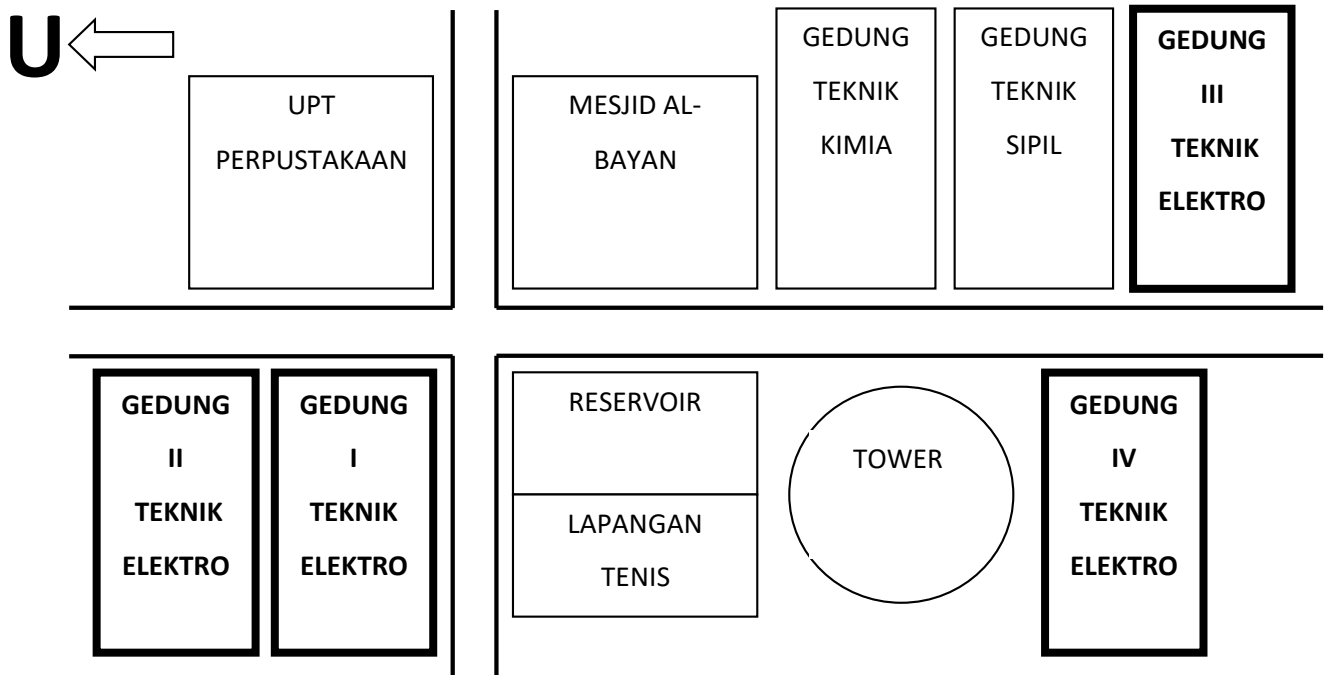 U
UPT
PERPUSTAKAAN
MESJID AL-
BAYAN
GEDUNG
TEKNIK
KIMIA
GEDUNG
TEKNIK
SIPIL
GEDUNG
III
TEKNIK
ELEKTRO
GEDUNG
II
TEKNIK
ELEKTRO
GEDUNG
I
TEKNIK
ELEKTRO
RESERVOIR
LAPANGAN
TENIS
TOWER
GEDUNG
IV
TEKNIK
ELEKTRO